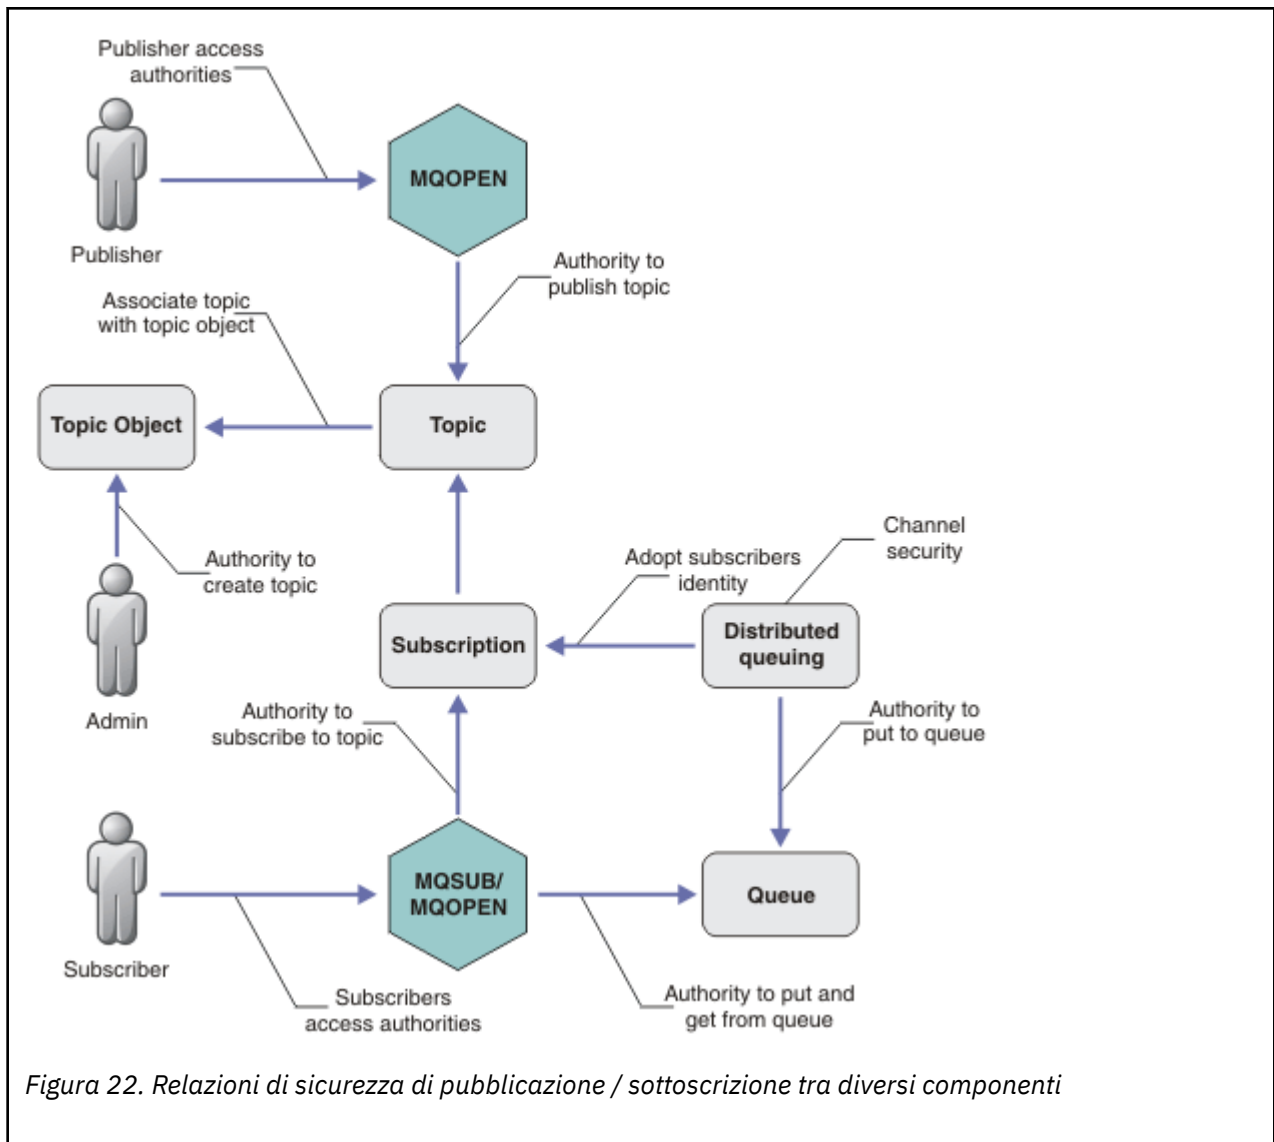 Publisher access
authorities
MQOPEN
Publisher
Authority to
publish topic
Associate topic
with topic object
Topic Object
Topic
Authority to
create topic
Admin
Channel
security
Adopt subscribers
identity
Subscription
Distributed
queuing
Authority to
subscribe to topic
Authority to
put to queue
MQSUB/
MQOPEN
Queue
Subscriber
Subscribers
access authorities
Authority to put and
get from queue
Figura 22. Relazioni di sicurezza di pubblicazione / sottoscrizione tra diversi componenti